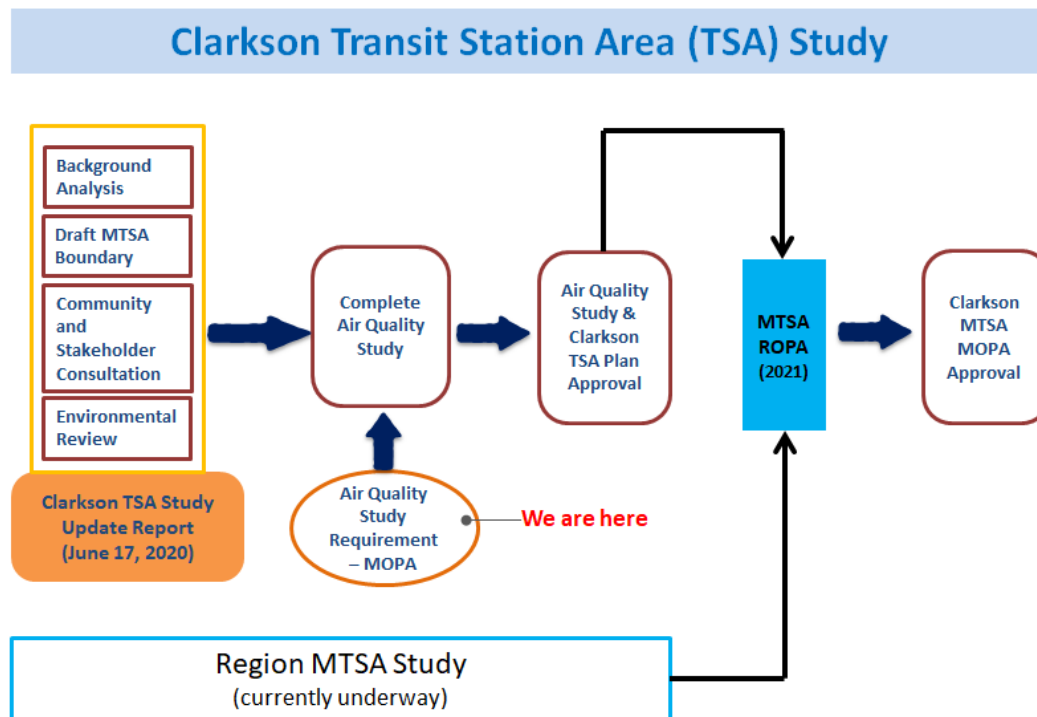 Clarkson Transit Station Area (TSA) Study
Background
Analysis
Draft MTSA
Boundary
Community
and
Stakeholder
Consultation
Environmental
Review
Clarkson TSA Study
Update Report
(June 17, 2020)
Complete
Air Quality
Study
Air Quality
Study
Requirement
– MOPA
We are here
Air Quality
Study &
Clarkson
TSA Plan
Approval
MTSA
ROPA
(2021)
Clarkson
MTSA
MOPA
Approval
Region MTSA Study
(currently underway)